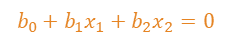 b₀ + b₁x₁ + b₂x₂ = 0